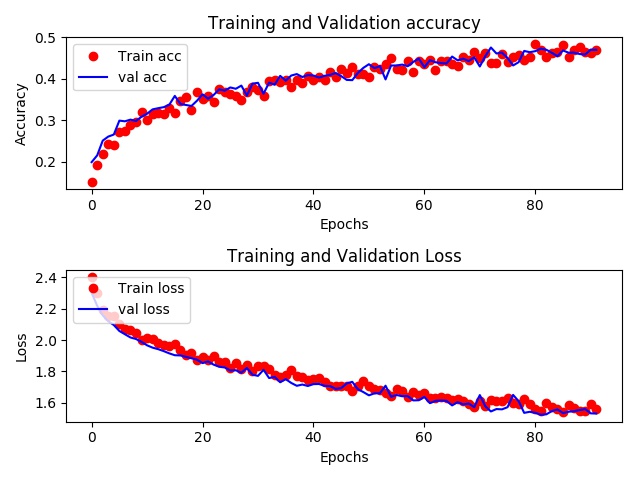 Training and Validation accuracy
Accuracy
0.5
0.4
0.3
0.2
Train acc
val acc
0 20 40 60 80
Epochs
Training and Validation Loss
Loss
2.4
2.2
2.0
1.8
1.6
Train loss
val loss
0 20 40 60 80
Epochs